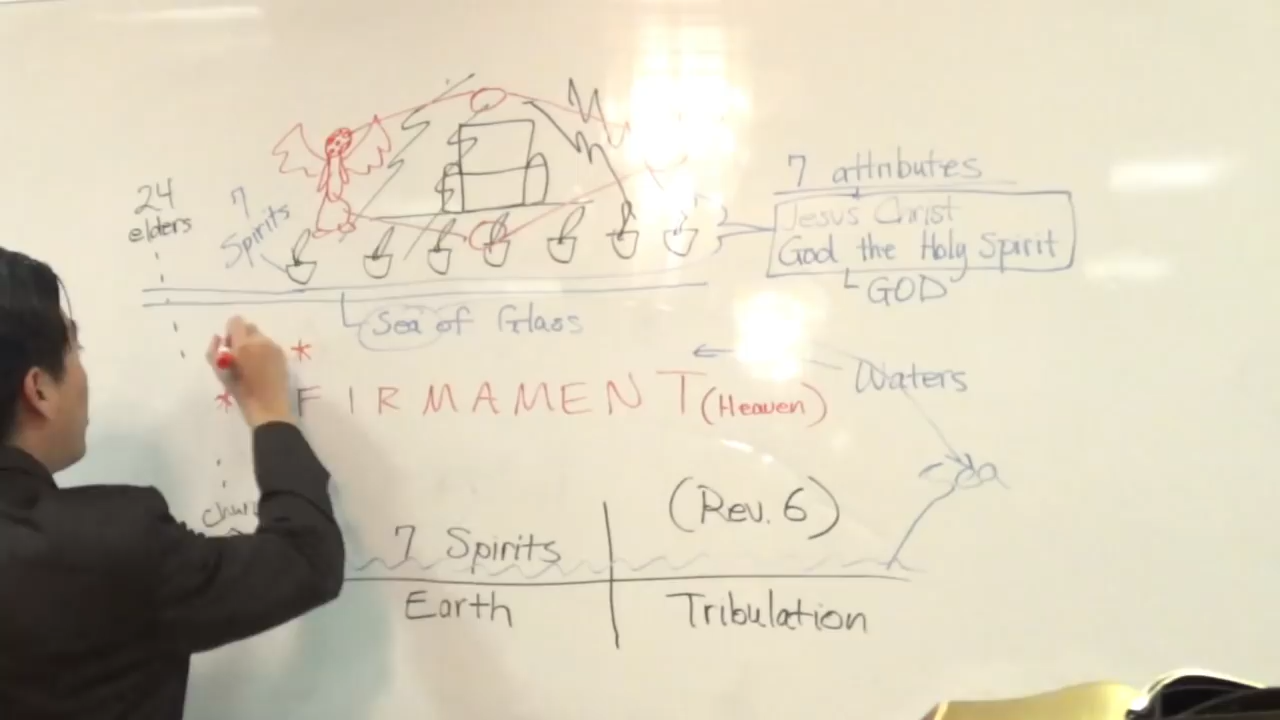 24
elders
7
Spirits
7 attributes
Jesus Christ
God the Holy Spirit
GOD
Sea of Glass
Waters
FIRMAMENT (Heaven)
Sea
(Rev. 6)
7 Spirits
Earth
Tribulation